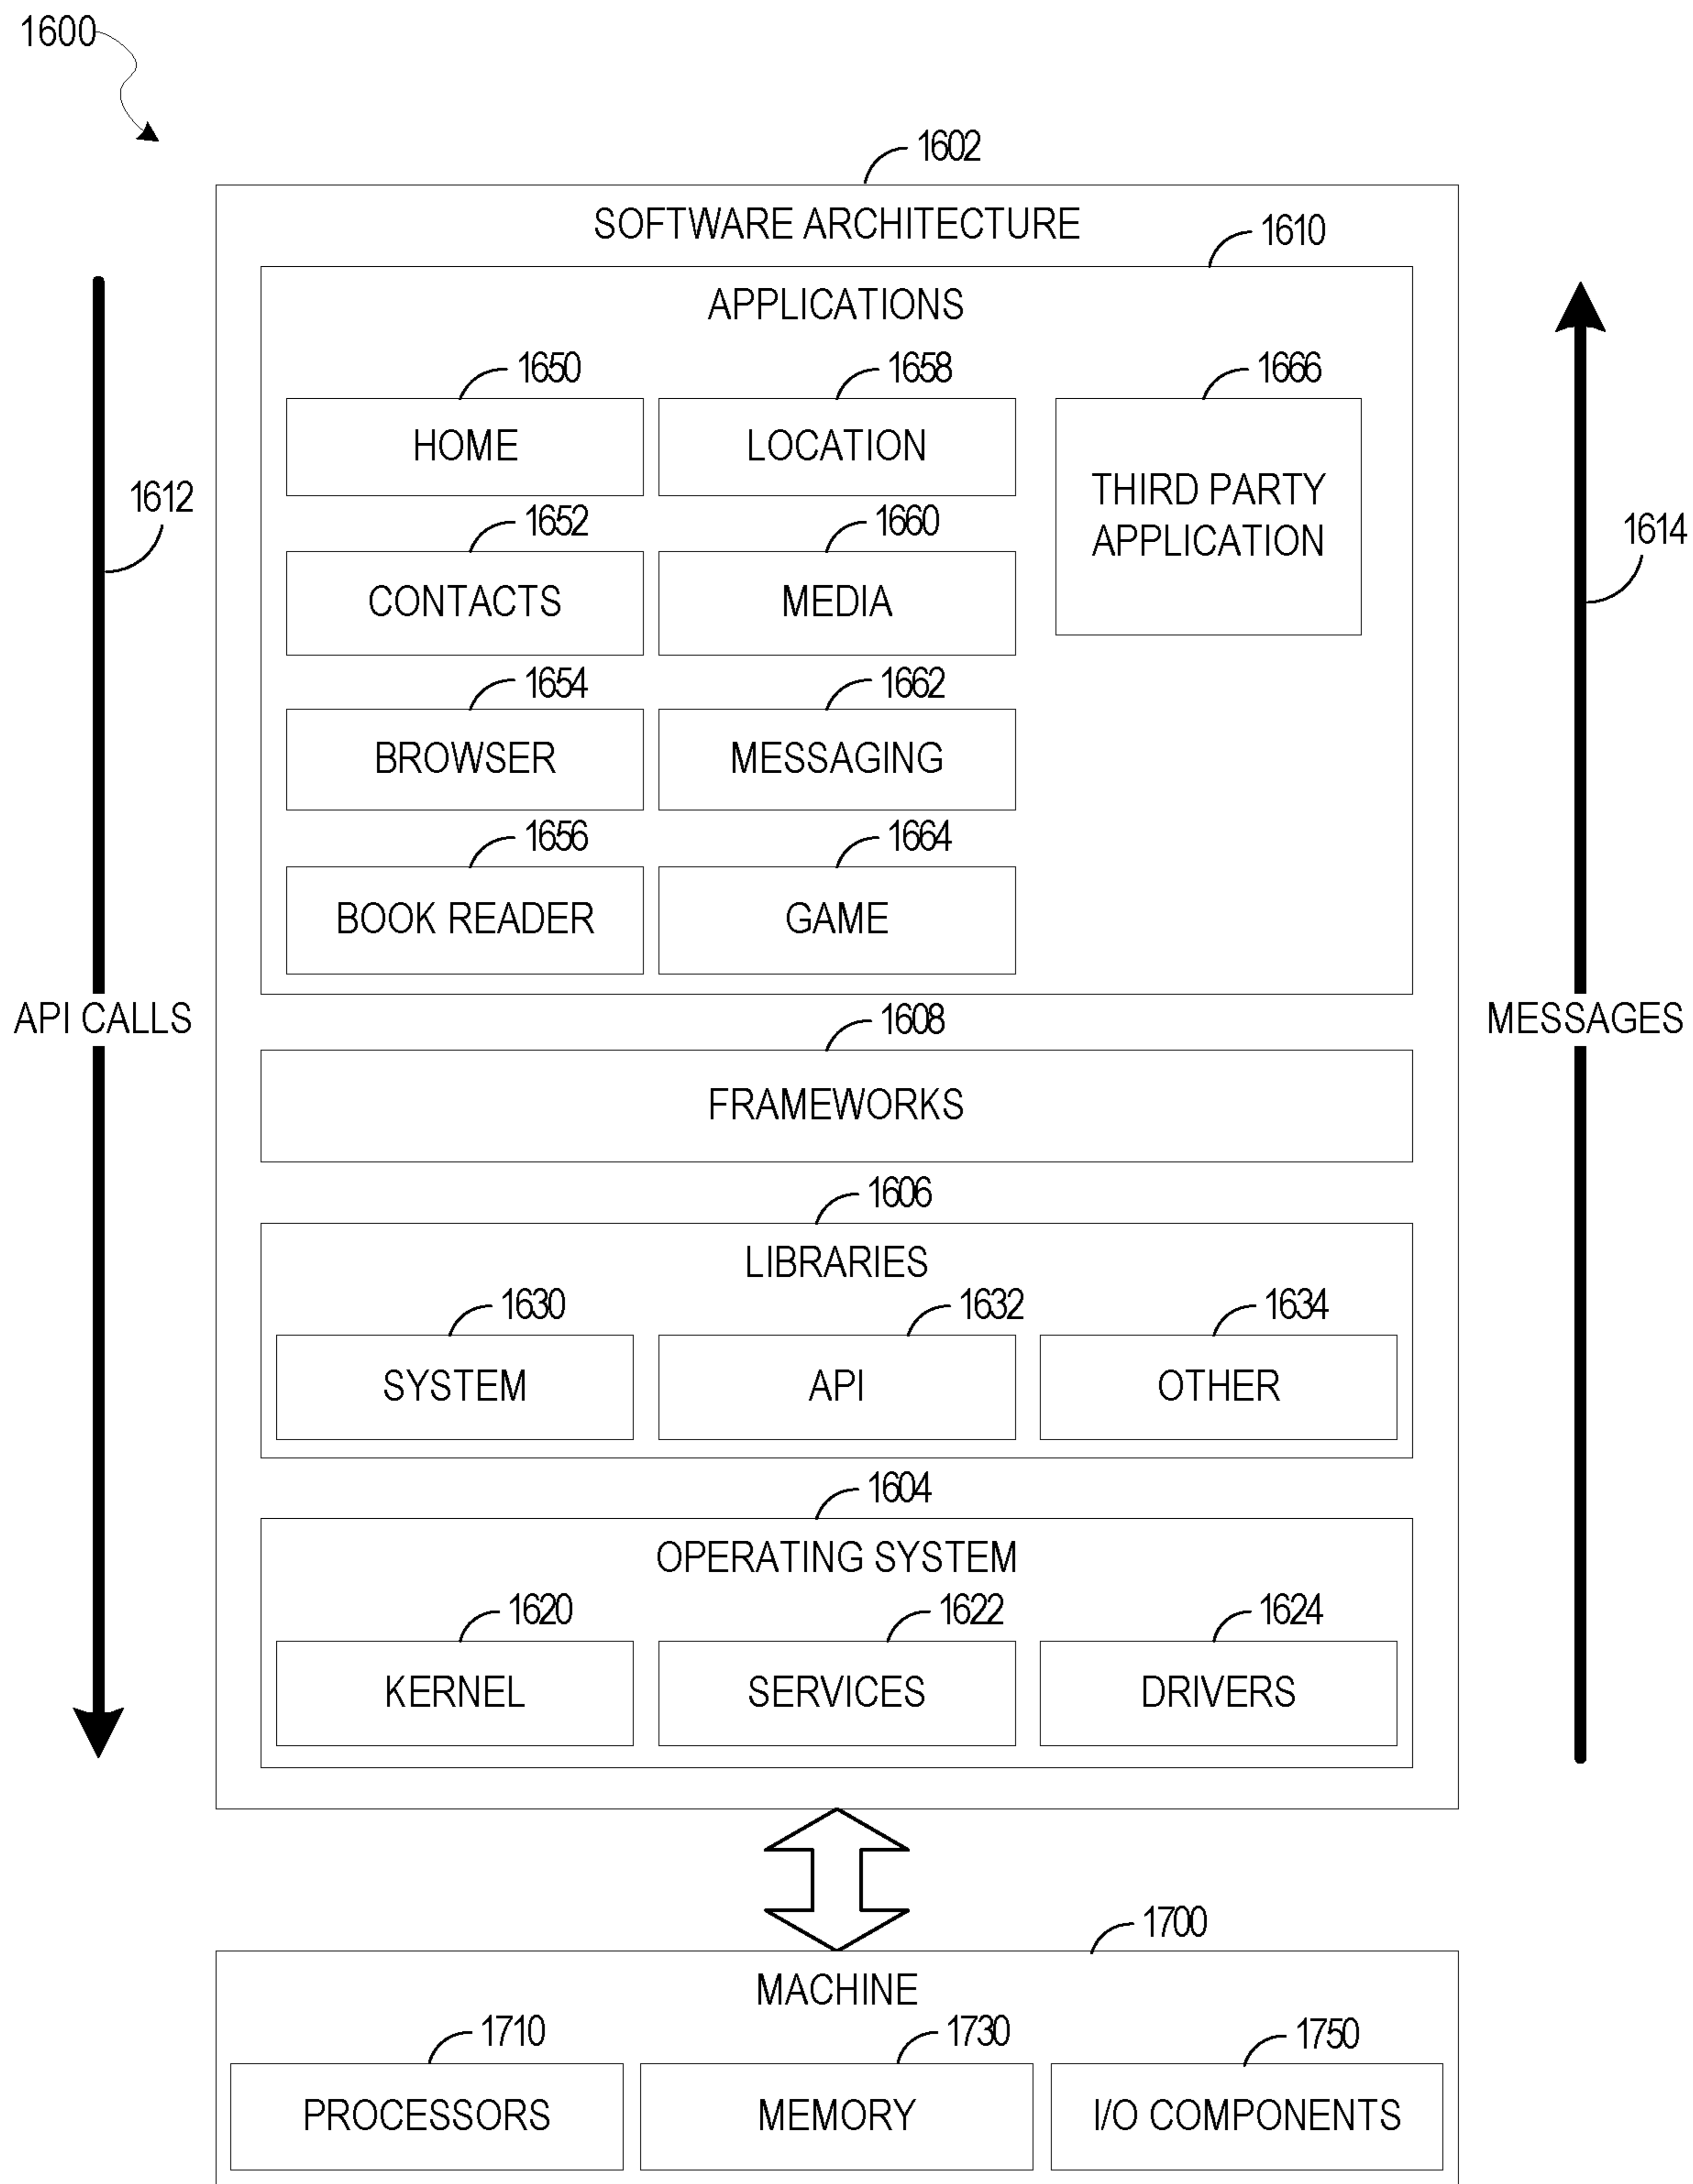 1600
1602
SOFTWARE ARCHITECTURE
1610
APPLICATIONS
1650
1658
1666
HOME
LOCATION
THIRD PARTY
APPLICATION
1612
1652
1660
1614
CONTACTS
MEDIA
1654
1662
BROWSER
MESSAGING
1656
1664
BOOK READER
GAME
API CALLS
MESSAGES
1608
FRAMEWORKS
1606
LIBRARIES
1630
1632
1634
SYSTEM
API
OTHER
1604
OPERATING SYSTEM
1620
1622
1624
KERNEL
SERVICES
DRIVERS
1700
MACHINE
1710
1730
1750
PROCESSORS
MEMORY
I/O COMPONENTS